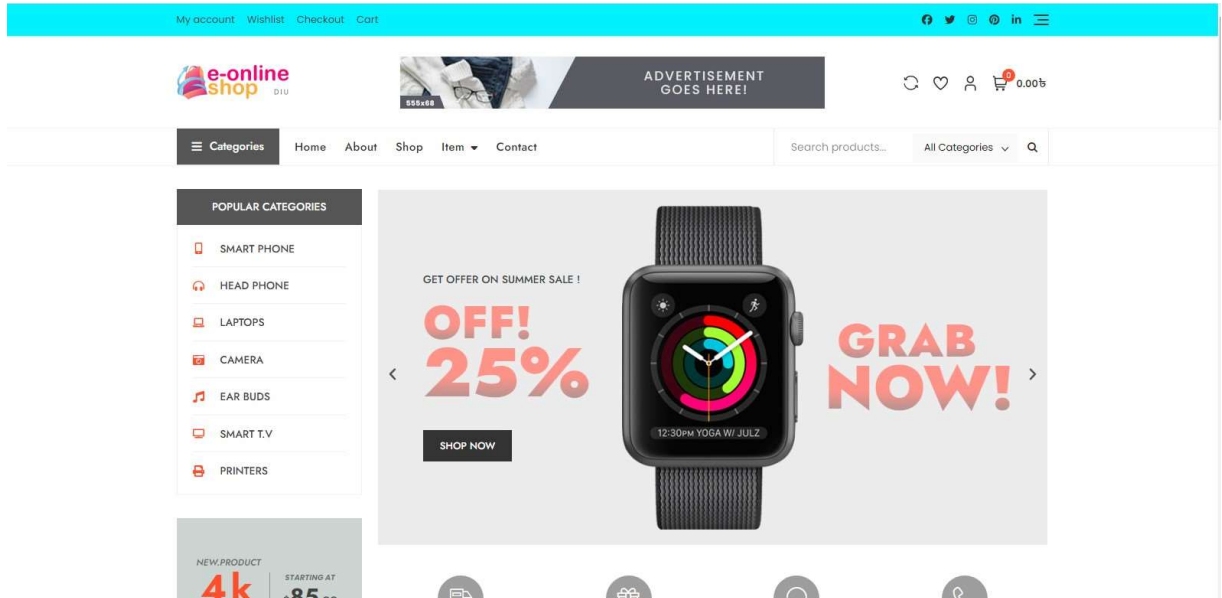 My account Wishlist Checkout Cart
e-online
shop DIU
555x68
ADVERTISEMENT
GOES HERE!
0
0.00৳
Categories Home About Shop Item Contact Search products... All Categories
POPULAR CATEGORIES
SMART PHONE
HEAD PHONE
LAPTOPS
CAMERA
EAR BUDS
SMART T.V
PRINTERS
GET OFFER ON SUMMER SALE !
OFF!
25%
SHOP NOW
12:30PM YOGA W/ JULZ
GRAB
NOW!
NEW.PRODUCT
4k
STARTING AT